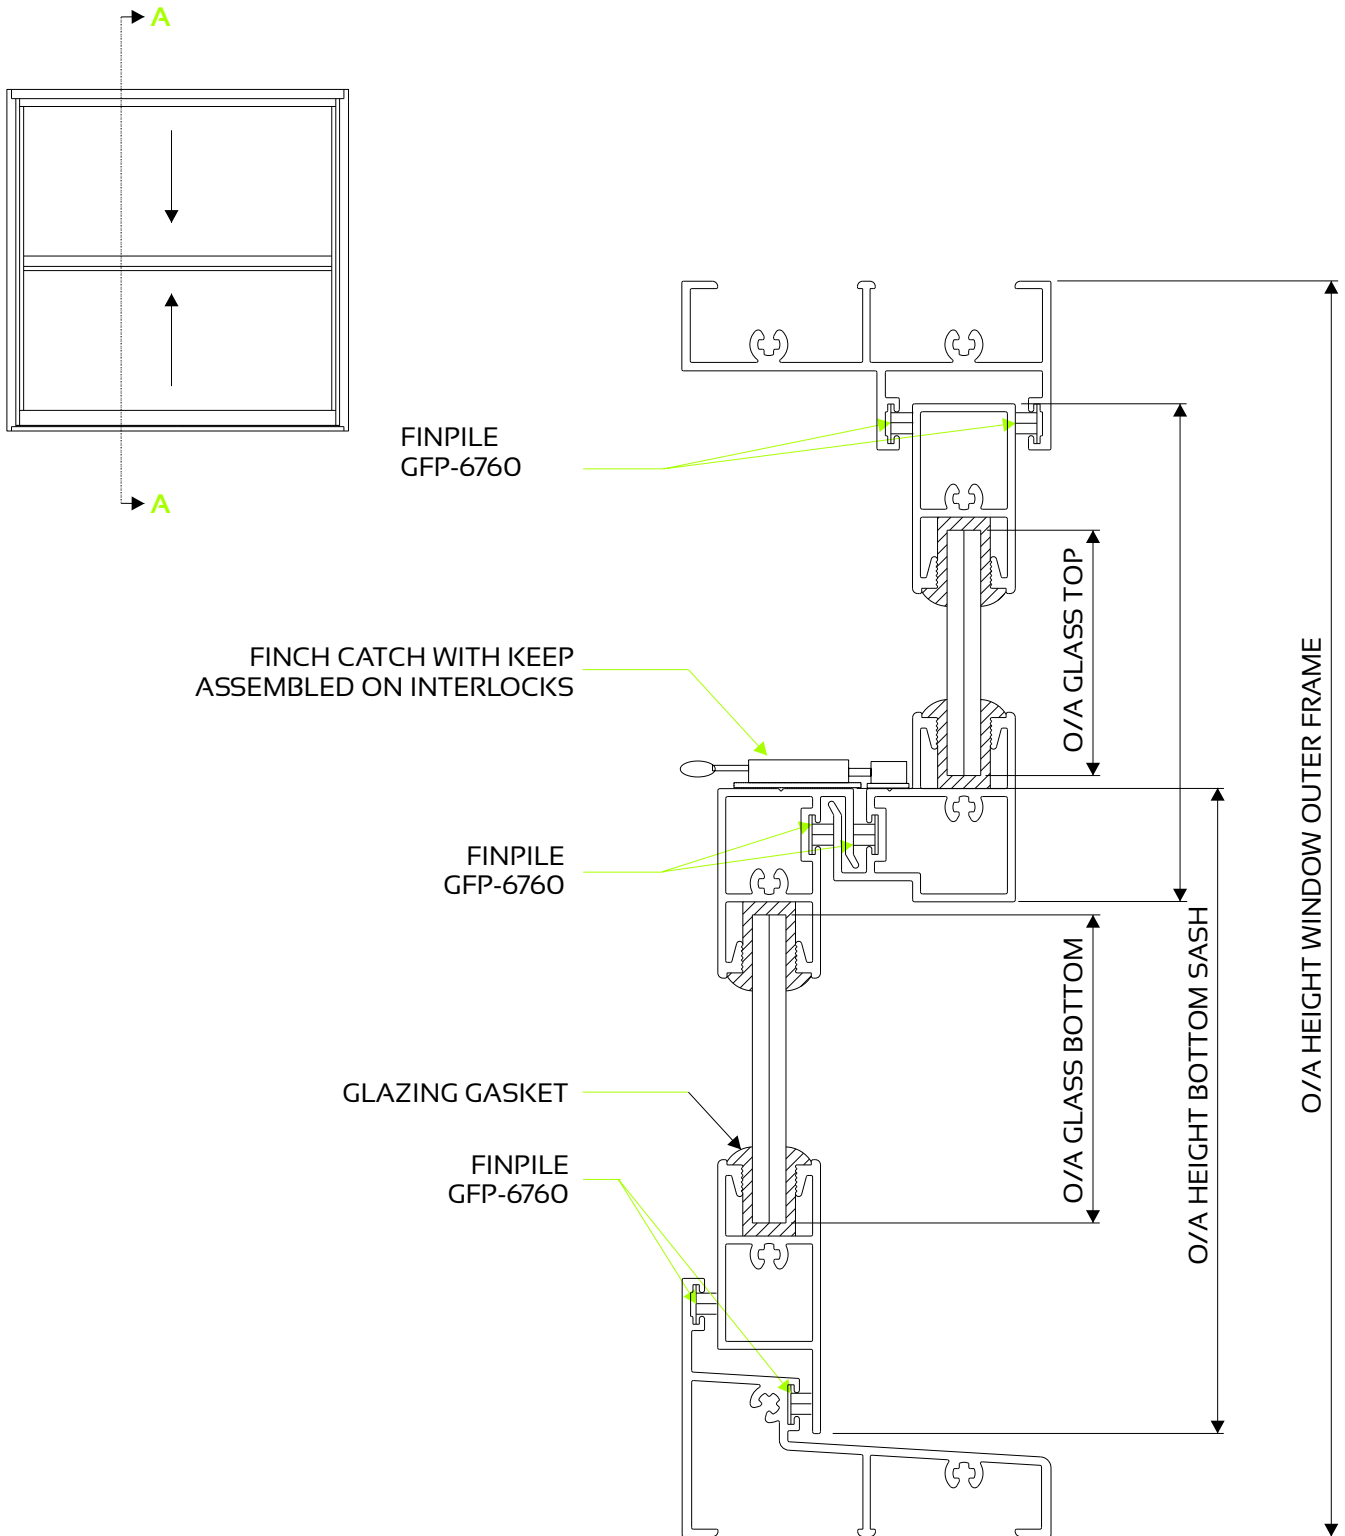 A
A
FINPILE
GFP-6760
FINCH CATCH WITH KEEP
ASSEMBLED ON INTERLOCKS
FINPILE
GFP-6760
GLAZING GASKET
FINPILE
GFP-6760
O/A GLASS TOP
O/A GLASS BOTTOM
O/A HEIGHT BOTTOM SASH
O/A HEIGHT WINDOW OUTER FRAME